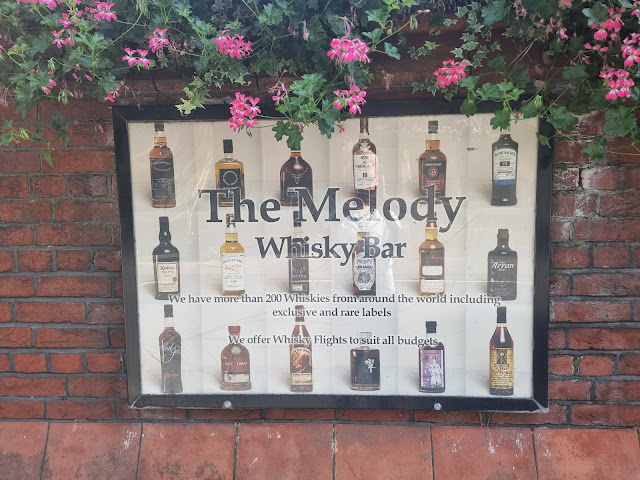 The Melody
Whisky Bar
We have more than 200 Whiskies from around the world including
exclusive and rare labels
We offer Whisky Flights to suit all budgets
Arran